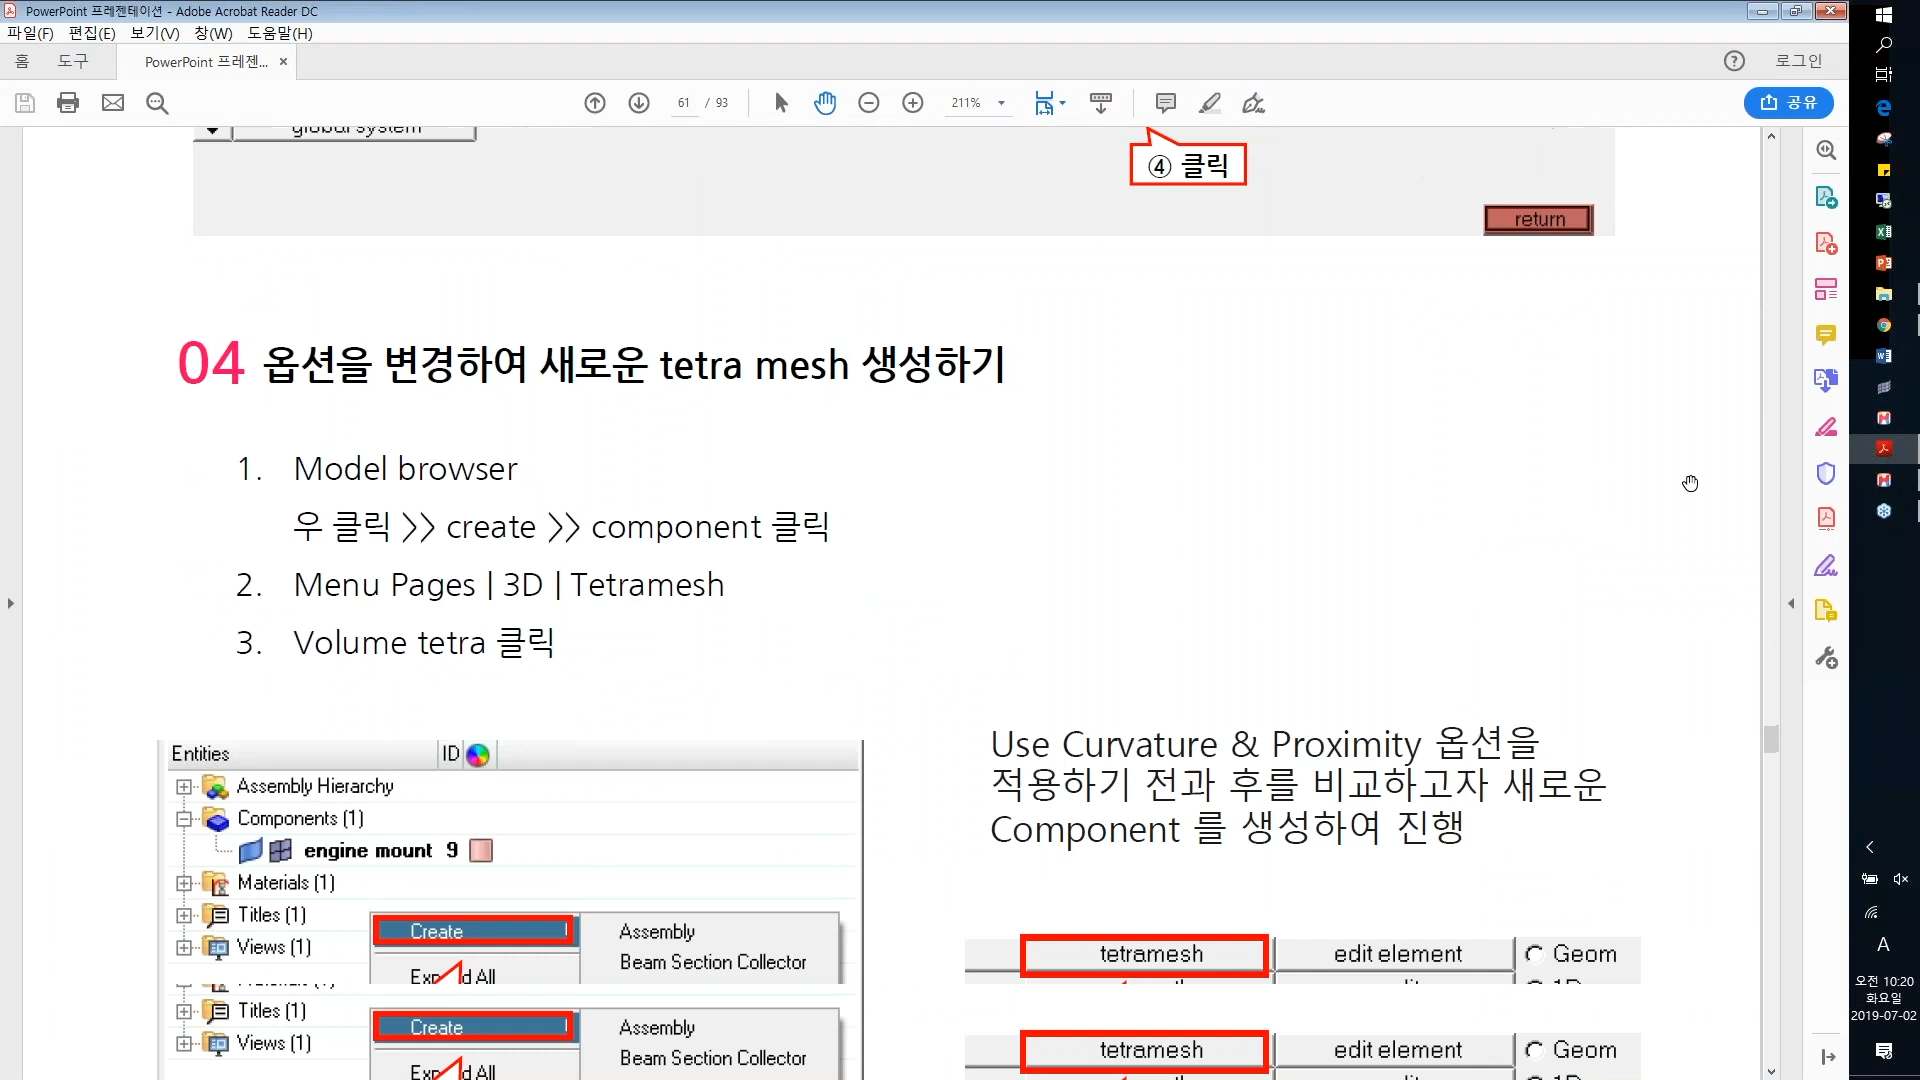 PowerPoint 프레젠테이션 - Adobe Acrobat Reader DC
파일(F) 편집(E) 보기(V) 창(W) 도움말(H)
홈 도구 PowerPoint 프레젠... × 로그인
61 / 93 211% 공유
global system
④ 클릭
return
04 옵션을 변경하여 새로운 tetra mesh 생성하기
1. Model browser
우 클릭 >> create >> component 클릭
2. Menu Pages | 3D | Tetramesh
3. Volume tetra 클릭
Use Curvature & Proximity 옵션을
적용하기 전과 후를 비교하고자 새로운
Component 를 생성하여 진행
Entities ID
Assembly Hierarchy
Components (1)
engine mount 9
Materials (1)
Titles (1)
Views (1)
Create Assembly
Beam Section Collector
tetramesh edit element Geom
Titles (1)
Views (1)
Create Assembly
Beam Section Collector
tetramesh edit element Geom
A
오전 10:20
화요일
2019-07-02